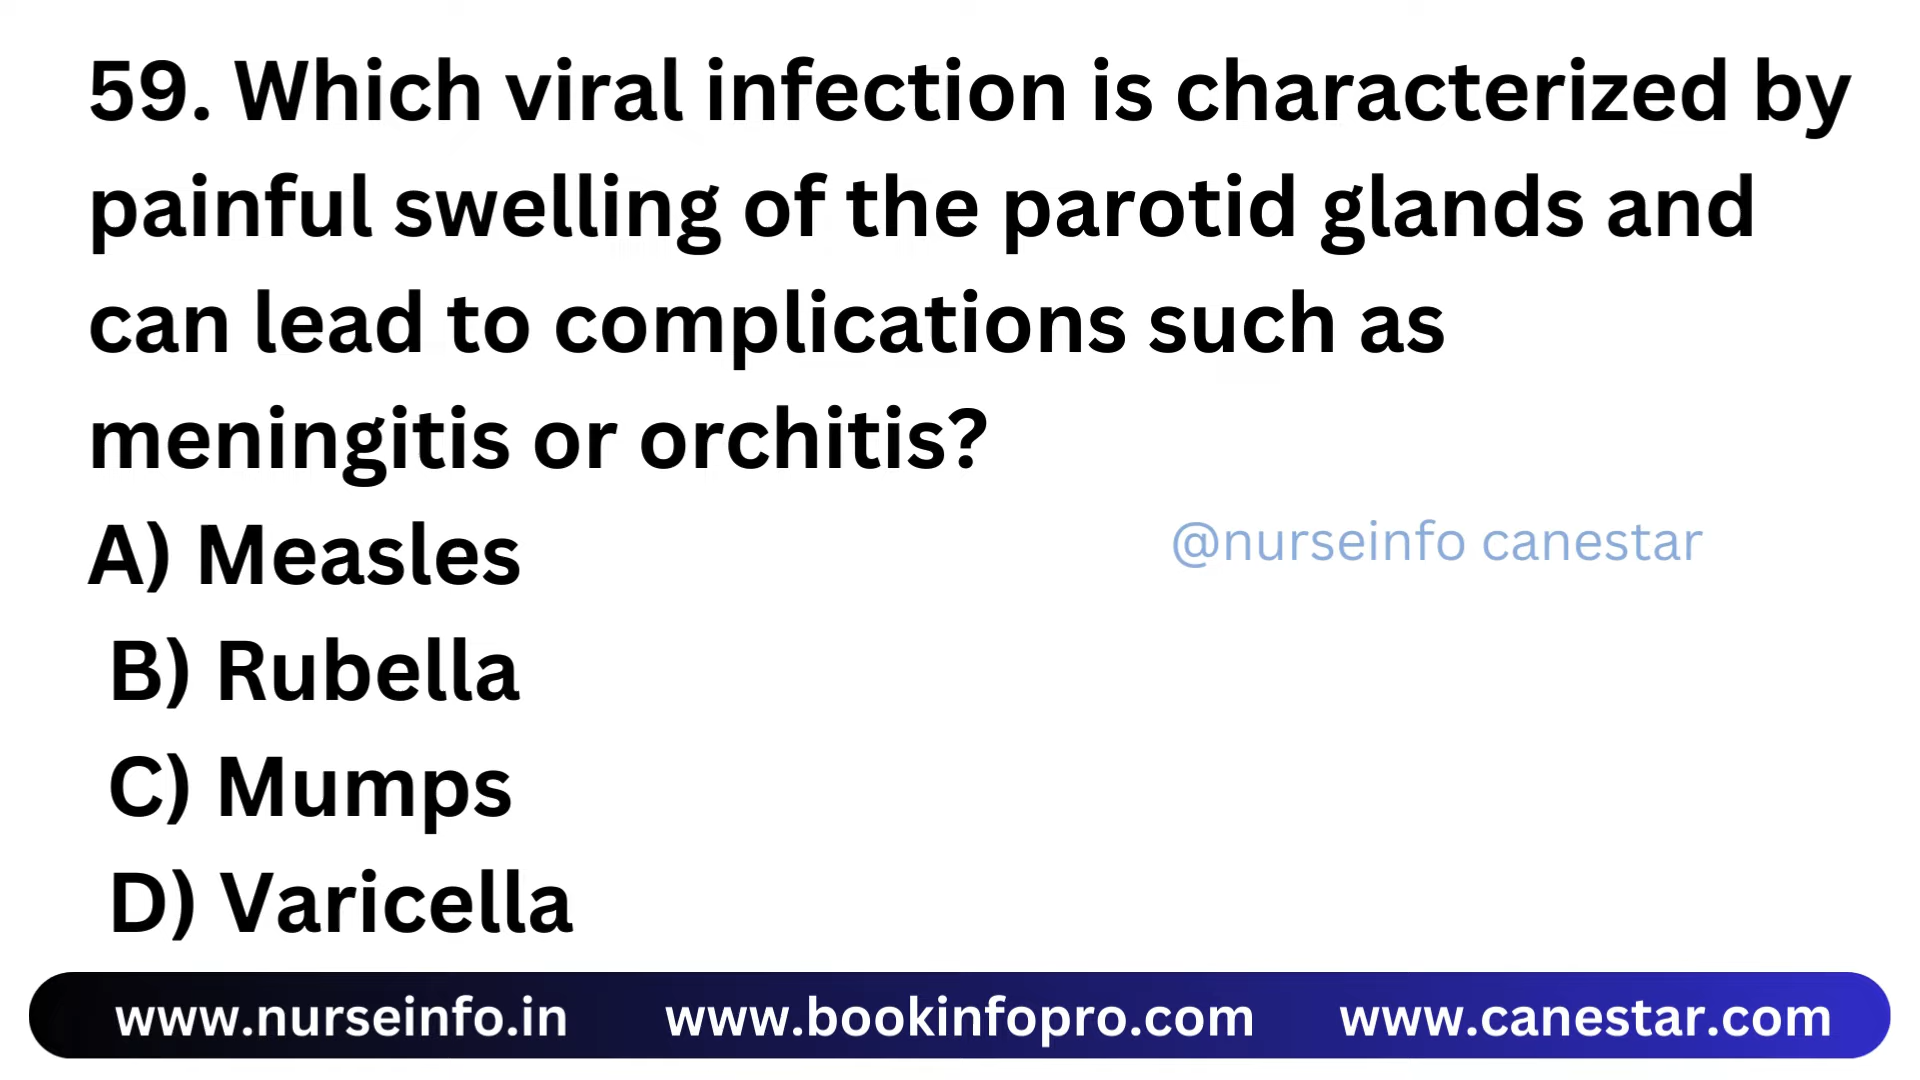 59. Which viral infection is characterized by
painful swelling of the parotid glands and
can lead to complications such as
meningitis or orchitis?
A) Measles
@nurseinfo canestar
B) Rubella
C) Mumps
D) Varicella
www.nurseinfo.in www.bookinfopro.com www.canestar.com